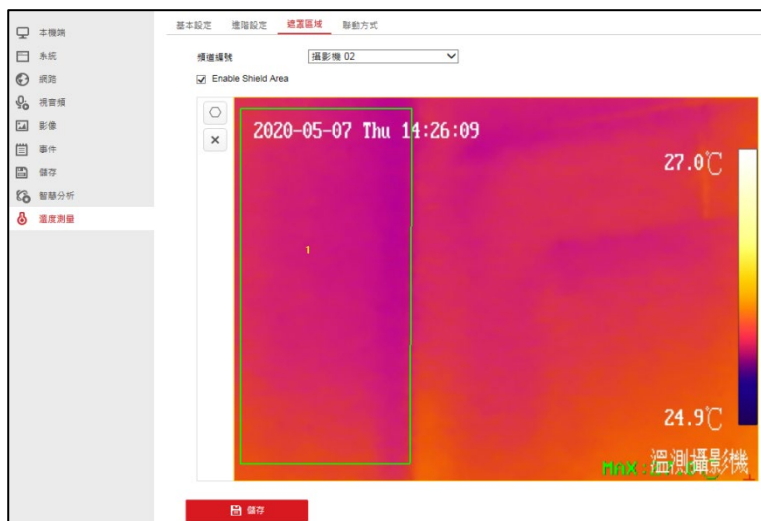 本機端
系統
網路
視音頻
影像
事件
儲存
智慧分析
溫度測量
基本設定 進階設定 遮罩區域 聯動方式
頻道編號 攝影機 02
Enable Shield Area
2020-05-07 Thu 14:26:09
27.0℃
1
24.9℃
MAX:
溫測攝影機
儲存